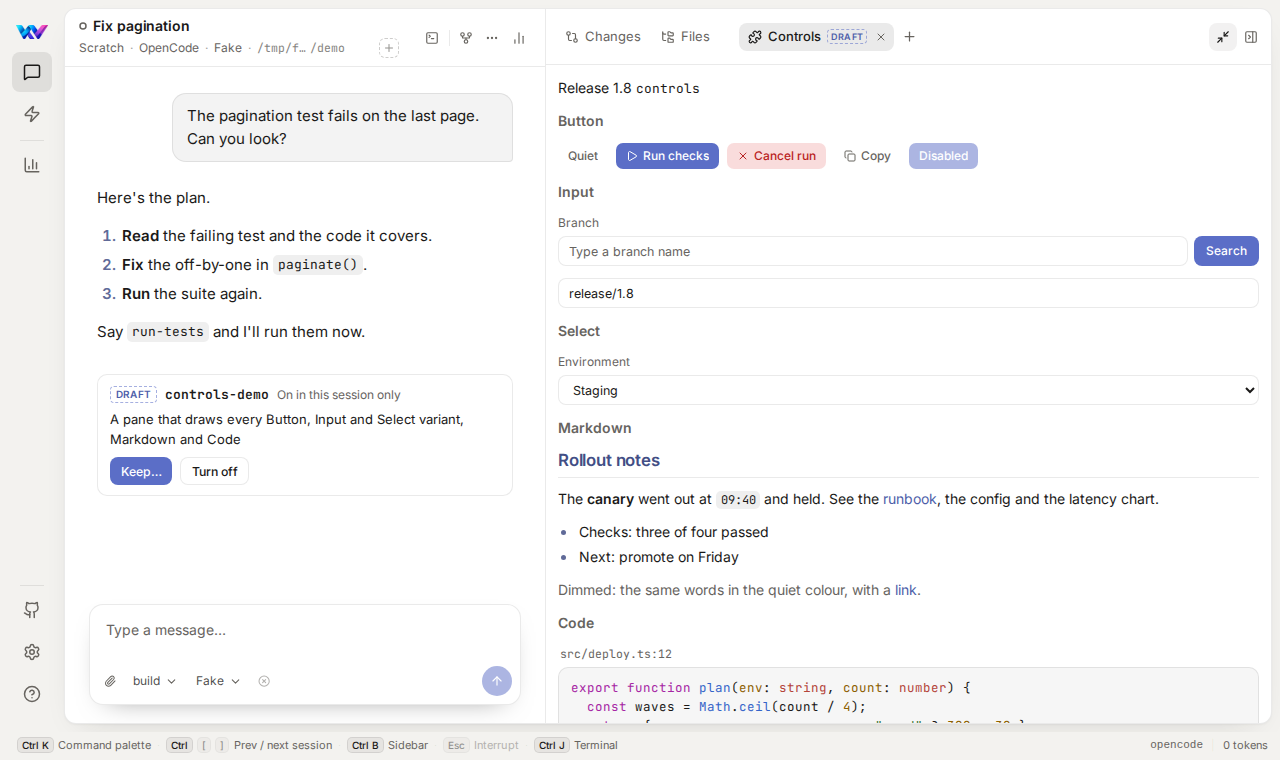 Fix pagination
Scratch · OpenCode · Fake · /tmp/f… /demo
The pagination test fails on the last page.
Can you look?
Here's the plan.
1. Read the failing test and the code it covers.
2. Fix the off-by-one in paginate().
3. Run the suite again.
Say run-tests and I'll run them now.
DRAFT controls-demo On in this session only
A pane that draws every Button, Input and Select variant,
Markdown and Code
Keep… Turn off
Type a message...
build Fake
Changes Files Controls DRAFT
Release 1.8 controls
Button
Quiet Run checks Cancel run Copy Disabled
Input
Branch
Type a branch name Search
release/1.8
Select
Environment
Staging
Markdown
Rollout notes
The canary went out at 09:40 and held. See the runbook, the config and the latency chart.
Checks: three of four passed
Next: promote on Friday
Dimmed: the same words in the quiet colour, with a link.
Code
src/deploy.ts:12
export function plan(env: string, count: number) {
const waves = Math.ceil(count / 4);
Ctrl K Command palette Ctrl [ ] Prev / next session Ctrl B Sidebar Esc Interrupt Ctrl J Terminal opencode 0 tokens